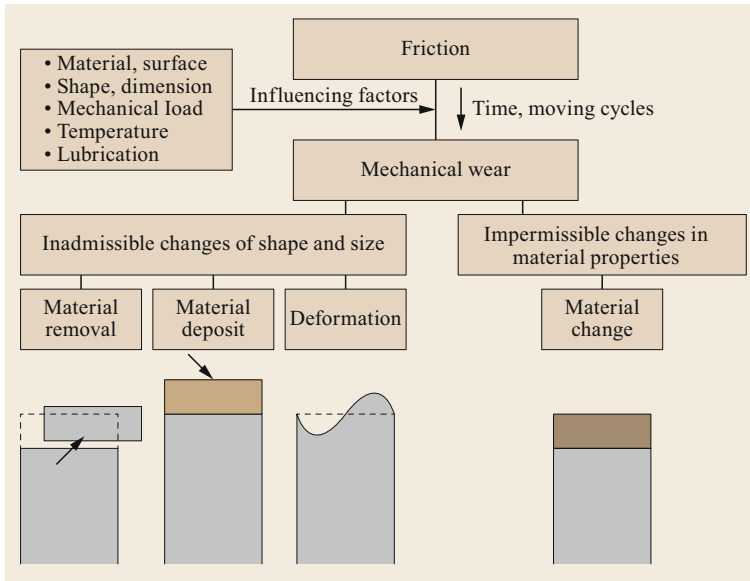 Friction
• Material, surface
• Shape, dimension
• Mechanical load
• Temperature
• Lubrication
Influencing factors
Time, moving cycles
Mechanical wear
Inadmissible changes of shape and size
Impermissible changes in
material properties
Material
removal
Material
deposit
Deformation
Material
change